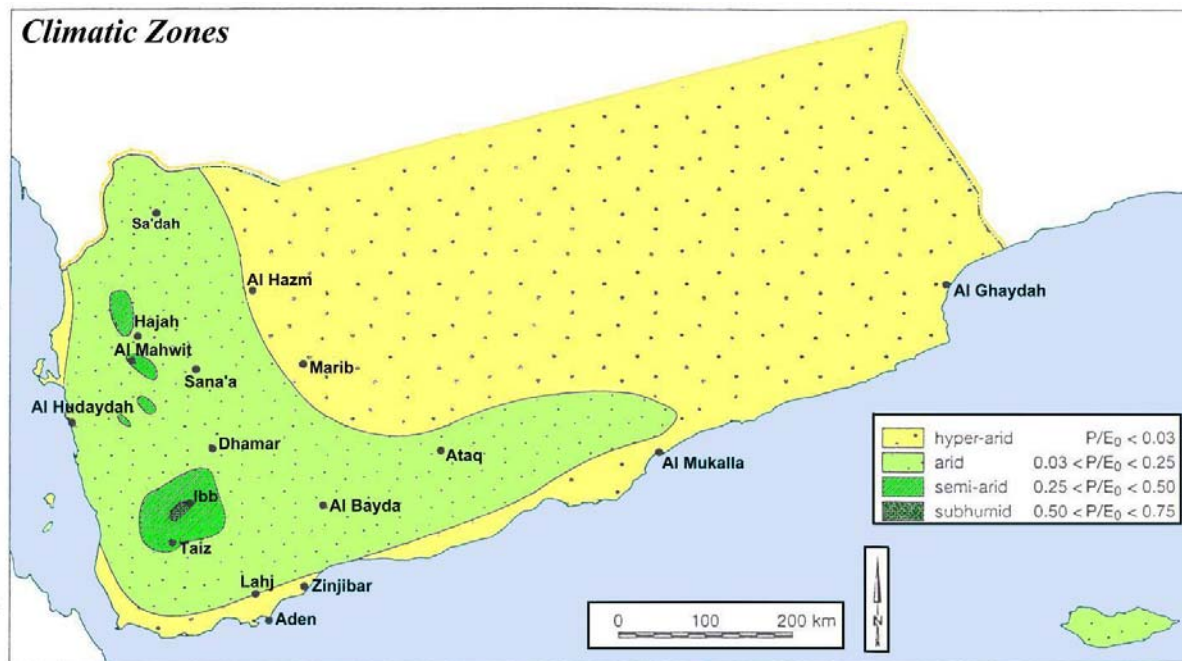 Climatic Zones
Sa'dah
Al Hazm
Al Ghaydah
Hajah
Al Mahwit
Marib
Sana'a
Al Hudaydah
Dhamar
Ataq
Al Mukalla
Ibb
Al Bayda
Taiz
Lahj
Zinjibar
Aden
hyper-arid P/E₀ < 0.03
arid 0.03 < P/E₀ < 0.25
semi-arid 0.25 < P/E₀ < 0.50
subhumid 0.50 < P/E₀ < 0.75
0 100 200 km
N